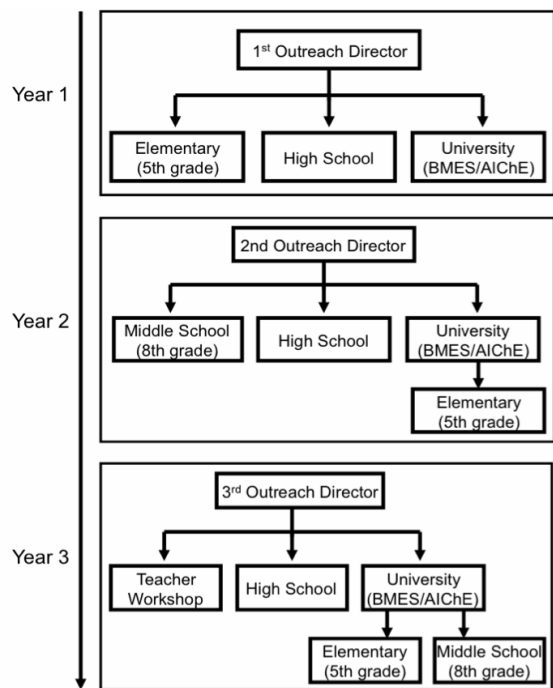 Year 1
1st Outreach Director
Elementary
(5th grade)
High School
University
(BMES/AIChE)
Year 2
2nd Outreach Director
Middle School
(8th grade)
High School
University
(BMES/AIChE)
Elementary
(5th grade)
Year 3
3rd Outreach Director
Teacher
Workshop
High School
University
(BMES/AIChE)
Elementary
(5th grade)
Middle School
(8th grade)